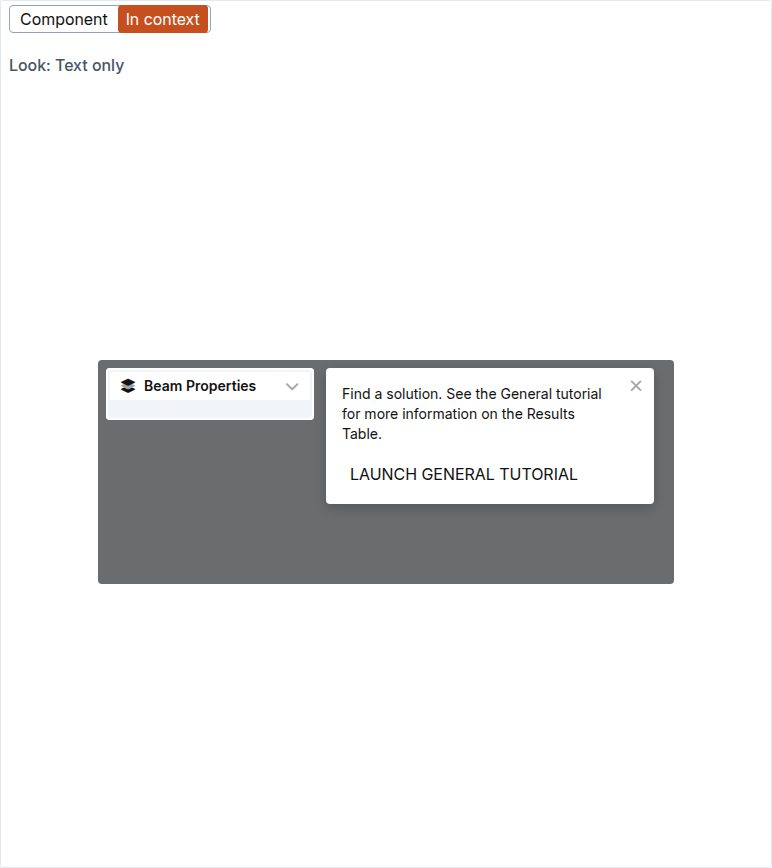 Component In context
Look: Text only
Beam Properties
Find a solution. See the General tutorial
for more information on the Results
Table.
LAUNCH GENERAL TUTORIAL